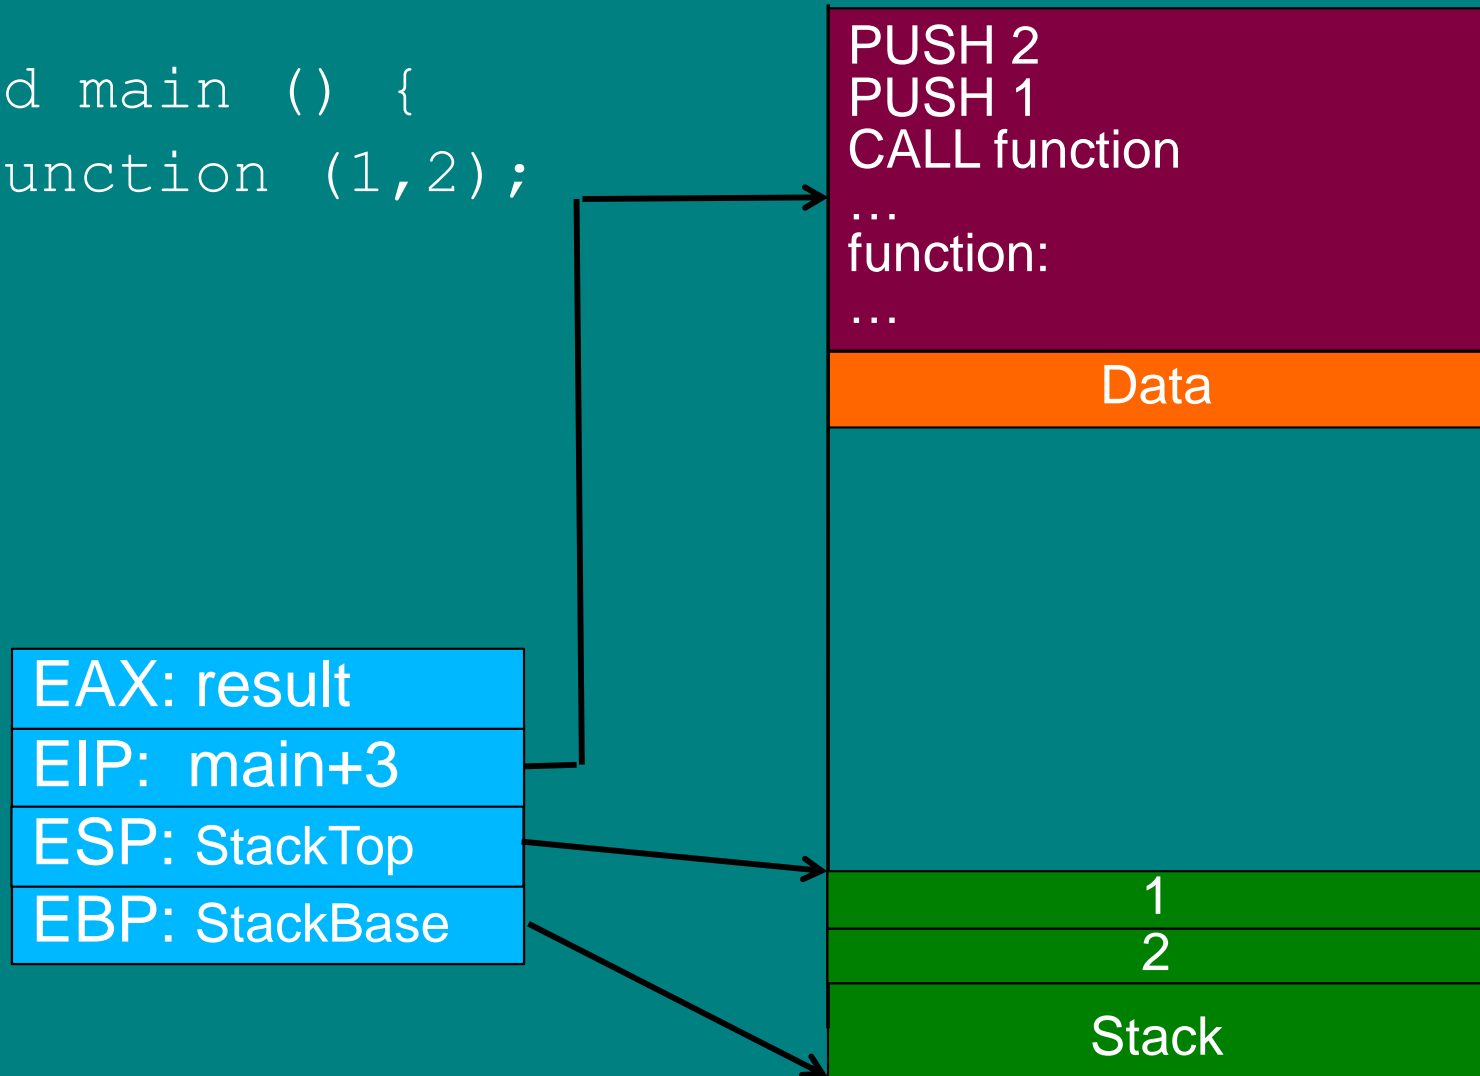 d main () {
unction (1,2);
PUSH 2
PUSH 1
CALL function
…
function:
…
Data
EAX: result
EIP: main+3
ESP: StackTop
EBP: StackBase
1
2
Stack